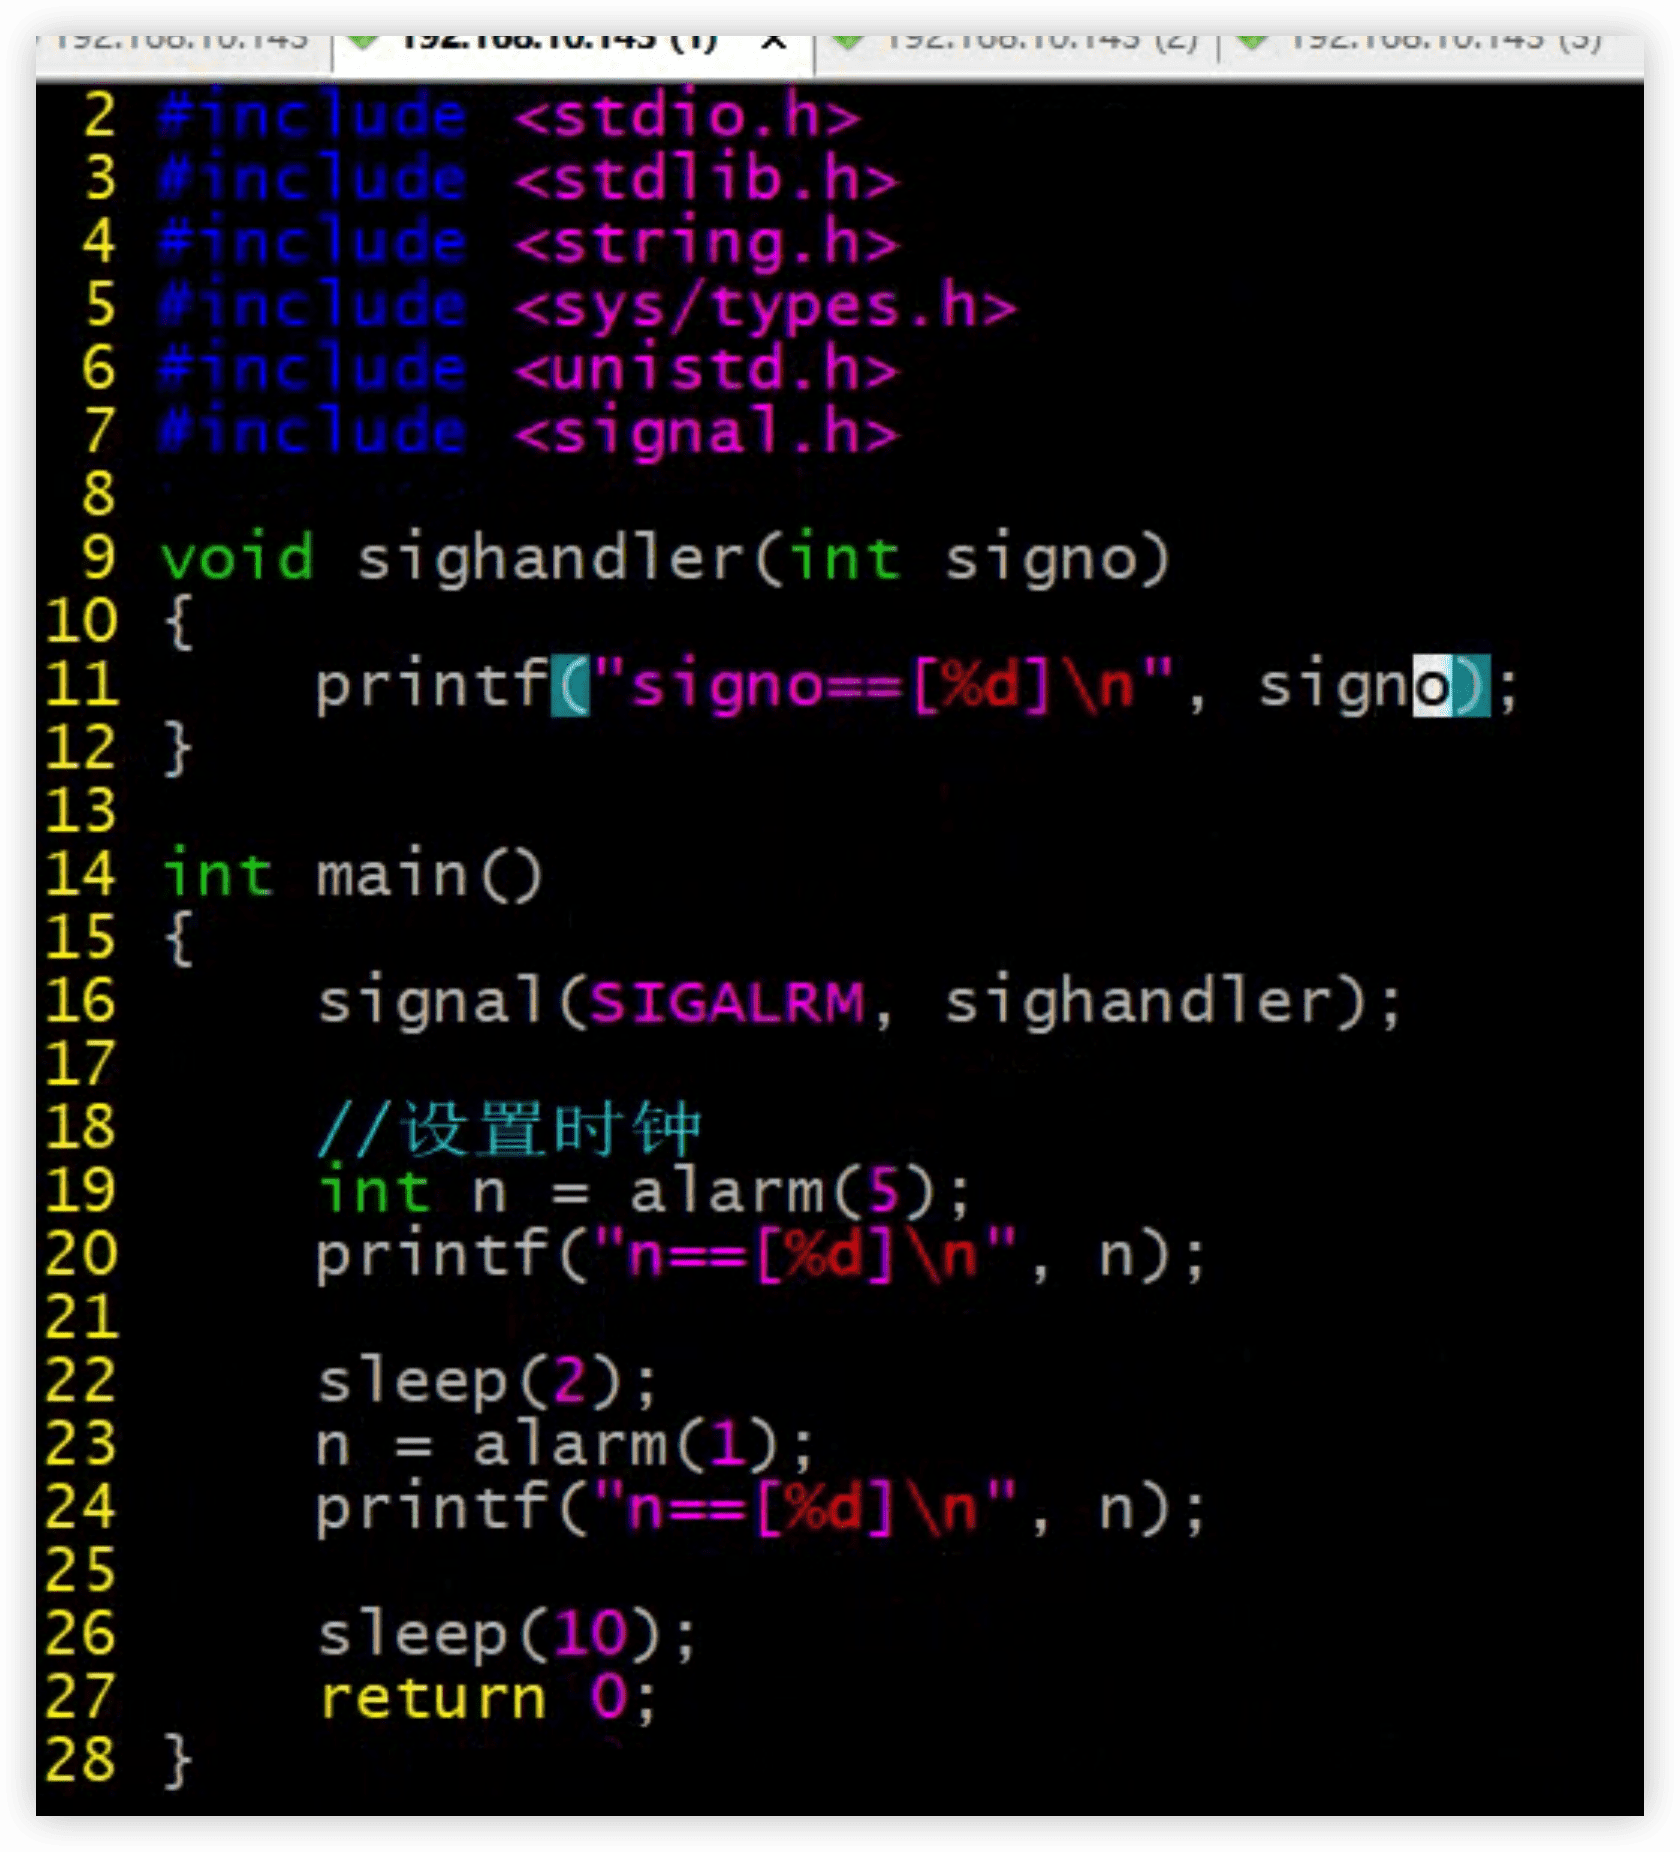 192.168.10.143 192.168.10.143 (1) × 192.168.10.143 (2) 192.168.10.143 (3)
2 #include <stdio.h>
3 #include <stdlib.h>
4 #include <string.h>
5 #include <sys/types.h>
6 #include <unistd.h>
7 #include <signal.h>
8
9 void sighandler(int signo)
10 {
11     printf("signo==[%d]\n", signo);
12 }
13
14 int main()
15 {
16     signal(SIGALRM, sighandler);
17
18     //设置时钟
19     int n = alarm(5);
20     printf("n==[%d]\n", n);
21
22     sleep(2);
23     n = alarm(1);
24     printf("n==[%d]\n", n);
25
26     sleep(10);
27     return 0;
28 }